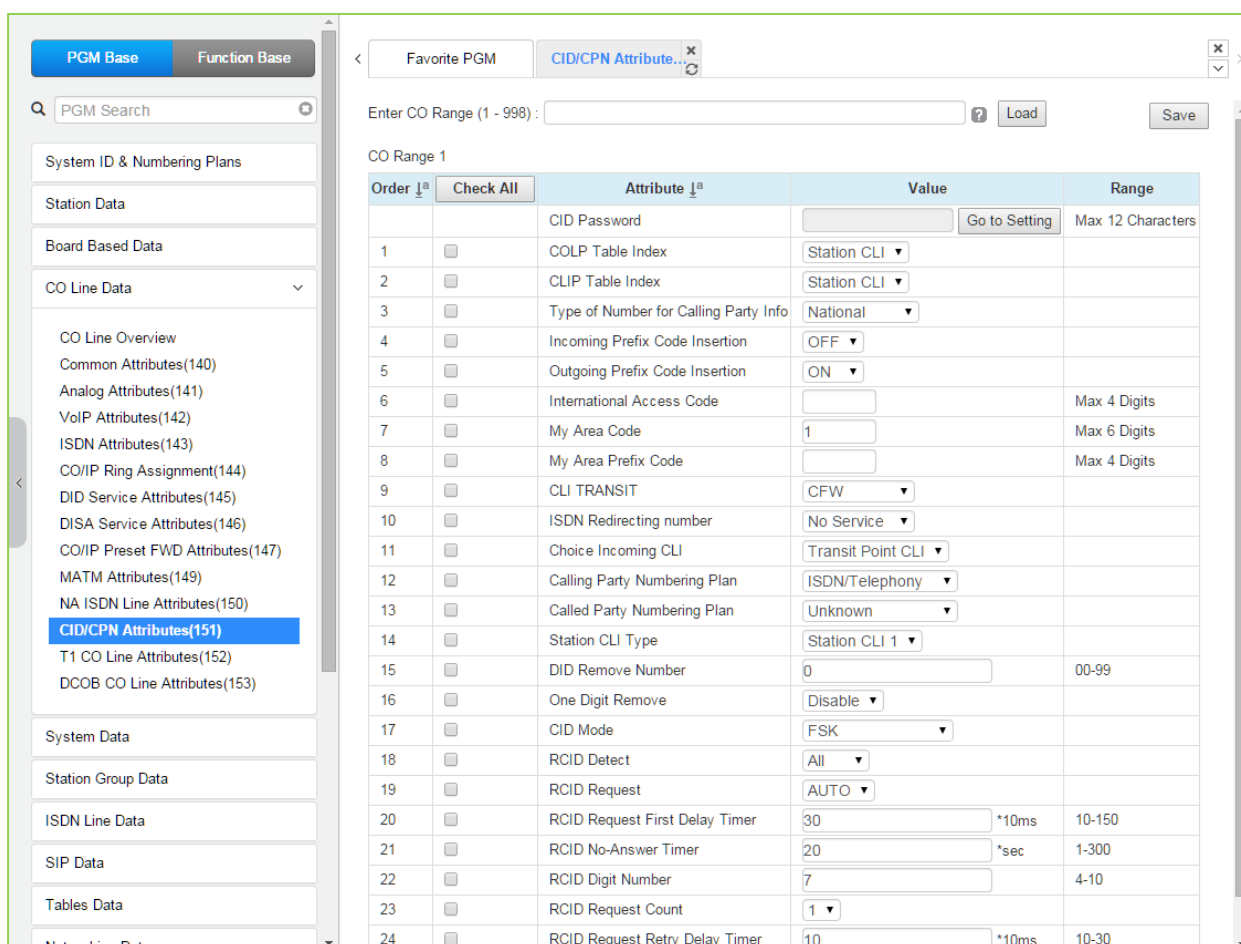 PGM Base Function Base
PGM Search
System ID & Numbering Plans
Station Data
Board Based Data
CO Line Data
CO Line Overview
Common Attributes(140)
Analog Attributes(141)
VoIP Attributes(142)
ISDN Attributes(143)
CO/IP Ring Assignment(144)
DID Service Attributes(145)
DISA Service Attributes(146)
CO/IP Preset FWD Attributes(147)
MATM Attributes(149)
NA ISDN Line Attributes(150)
CID/CPN Attributes(151)
T1 CO Line Attributes(152)
DCOB CO Line Attributes(153)
System Data
Station Group Data
ISDN Line Data
SIP Data
Tables Data
Favorite PGM CID/CPN Attribute...
Enter CO Range (1 - 998) : ? Load Save
CO Range 1
Order Check All Attribute Value Range
CID Password Go to Setting Max 12 Characters
1 COLP Table Index Station CLI
2 CLIP Table Index Station CLI
3 Type of Number for Calling Party Info National
4 Incoming Prefix Code Insertion OFF
5 Outgoing Prefix Code Insertion ON
6 International Access Code Max 4 Digits
7 My Area Code 1 Max 6 Digits
8 My Area Prefix Code Max 4 Digits
9 CLI TRANSIT CFW
10 ISDN Redirecting number No Service
11 Choice Incoming CLI Transit Point CLI
12 Calling Party Numbering Plan ISDN/Telephony
13 Called Party Numbering Plan Unknown
14 Station CLI Type Station CLI 1
15 DID Remove Number 0 00-99
16 One Digit Remove Disable
17 CID Mode FSK
18 RCID Detect All
19 RCID Request AUTO
20 RCID Request First Delay Timer 30 *10ms 10-150
21 RCID No-Answer Timer 20 *sec 1-300
22 RCID Digit Number 7 4-10
23 RCID Request Count 1
24 RCID Request Retry Delay Timer 10 *10ms 10-30